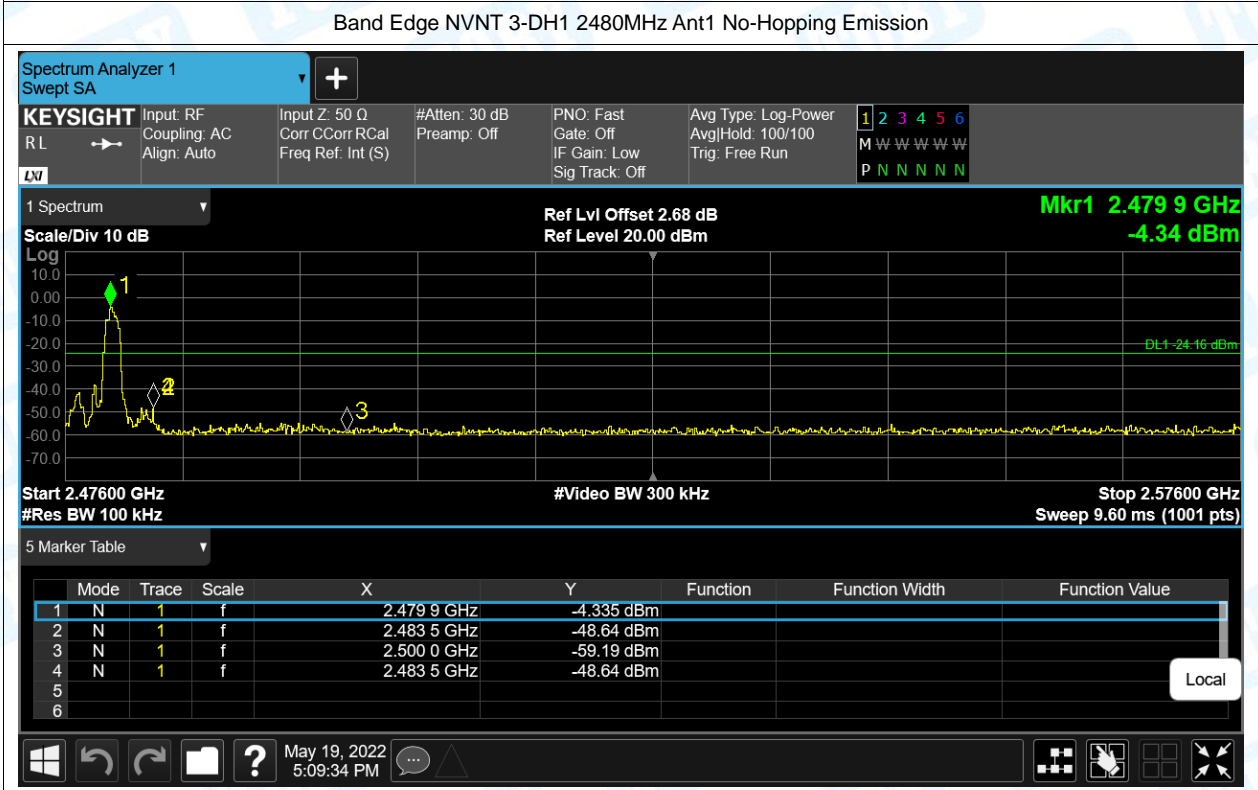 Band Edge NVNT 3-DH1 2480MHz Ant1 No-Hopping Emission
Spectrum Analyzer 1
Swept SA
KEYSIGHT Input: RF Input Z: 50 Ω #Atten: 30 dB PNO: Fast Avg Type: Log-Power 1 2 3 4 5 6
R L Coupling: AC Corr CCorr RCal Preamp: Off Gate: Off Avg|Hold: 100/100 M W W W W W
Align: Auto Freq Ref: Int (S) IF Gain: Low Trig: Free Run
LXI Sig Track: Off P N N N N N
1 Spectrum Ref Lvl Offset 2.68 dB Mkr1 2.479 9 GHz
Scale/Div 10 dB Ref Level 20.00 dBm -4.34 dBm
Log
10.0
1
0.00
-10.0
-20.0
DL1 -24.16 dBm
-30.0
-40.0
2
-50.0
3
-60.0
-70.0
Start 2.47600 GHz #Video BW 300 kHz Stop 2.57600 GHz
#Res BW 100 kHz Sweep 9.60 ms (1001 pts)
5 Marker Table
Mode Trace Scale X Y Function Function Width Function Value
1 N 1 f 2.479 9 GHz -4.335 dBm
2 N 1 f 2.483 5 GHz -48.64 dBm
3 N 1 f 2.500 0 GHz -59.19 dBm
4 N 1 f 2.483 5 GHz -48.64 dBm
5
6
Local
? May 19, 2022
5:09:34 PM